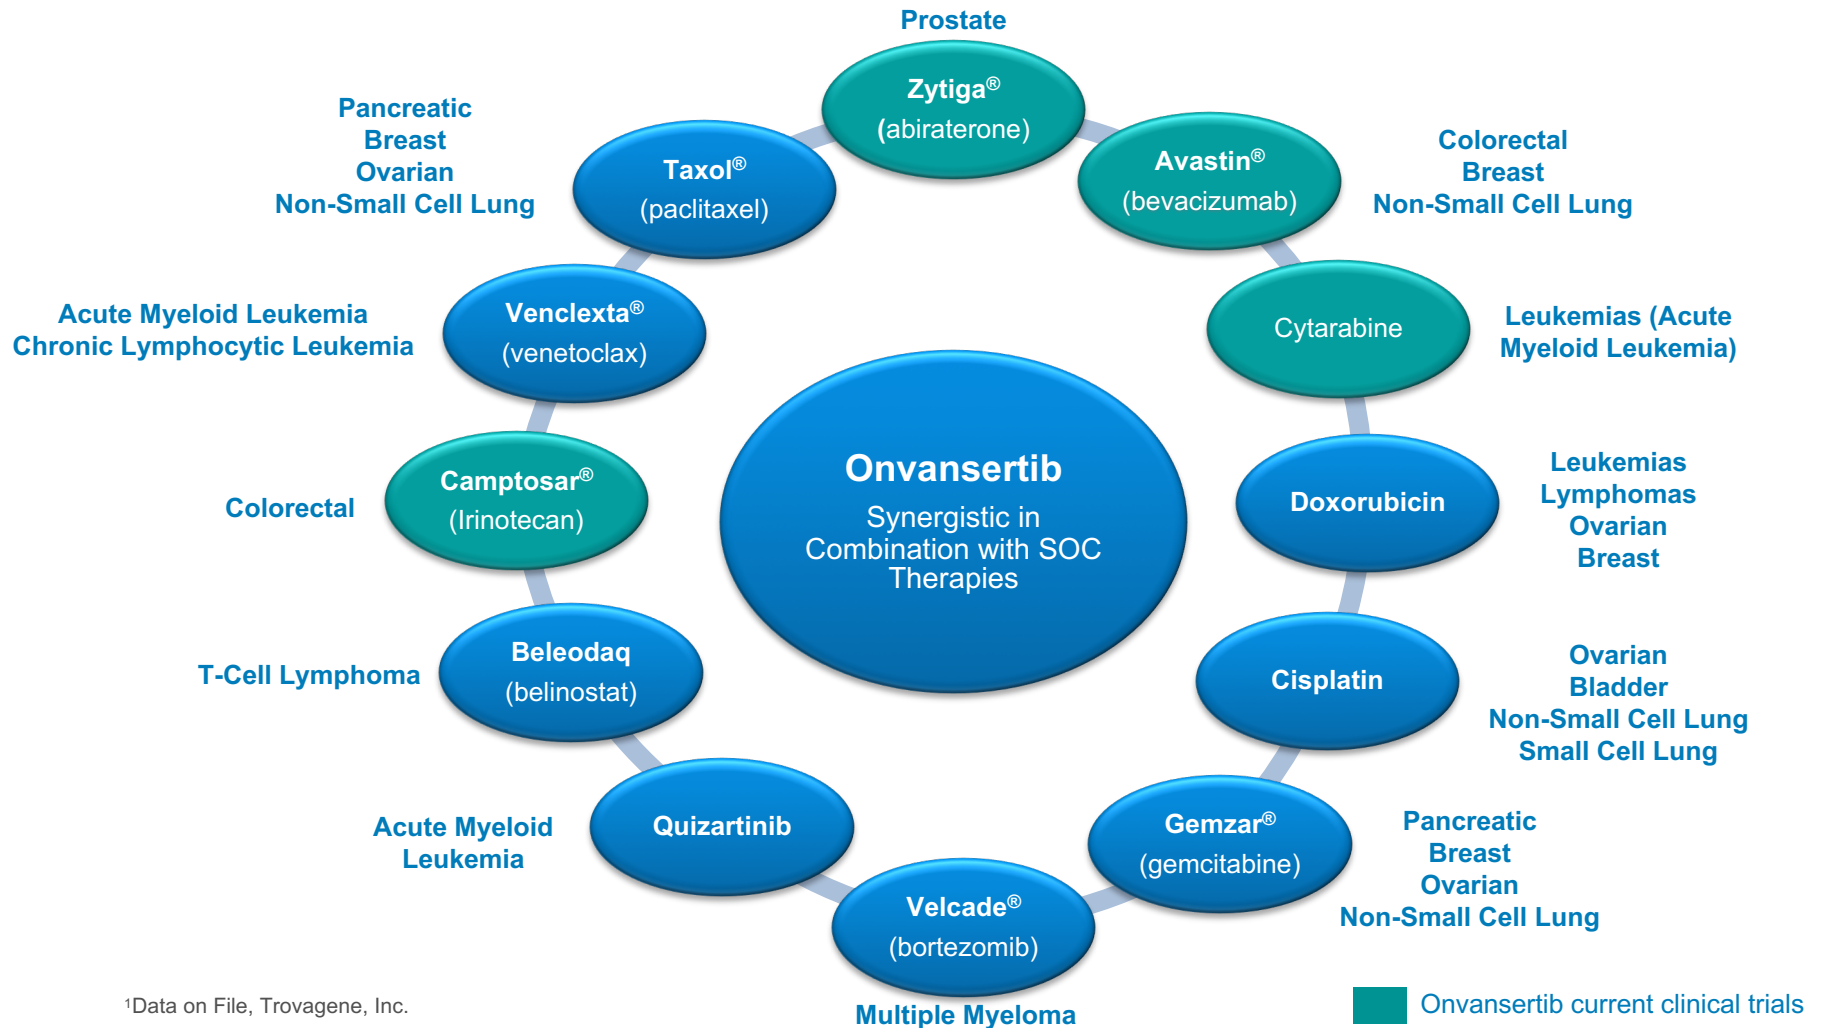 Prostate
Zytiga®
(abiraterone)
Avastin®
(bevacizumab)
Colorectal
Breast
Non-Small Cell Lung
Cytarabine
Leukemias (Acute
Myeloid Leukemia)
Doxorubicin
Leukemias
Lymphomas
Ovarian
Breast
Cisplatin
Ovarian
Bladder
Non-Small Cell Lung
Small Cell Lung
Gemzar®
(gemcitabine)
Pancreatic
Breast
Ovarian
Non-Small Cell Lung
Velcade®
(bortezomib)
Multiple Myeloma
Quizartinib
Acute Myeloid
Leukemia
Beleodaq
(belinostat)
T-Cell Lymphoma
Camptosar®
(Irinotecan)
Colorectal
Venclexta®
(venetoclax)
Acute Myeloid Leukemia
Chronic Lymphocytic Leukemia
Taxol®
(paclitaxel)
Pancreatic
Breast
Ovarian
Non-Small Cell Lung
Onvansertib
Synergistic in
Combination with SOC
Therapies
¹Data on File, Trovagene, Inc.
Onvansertib current clinical trials